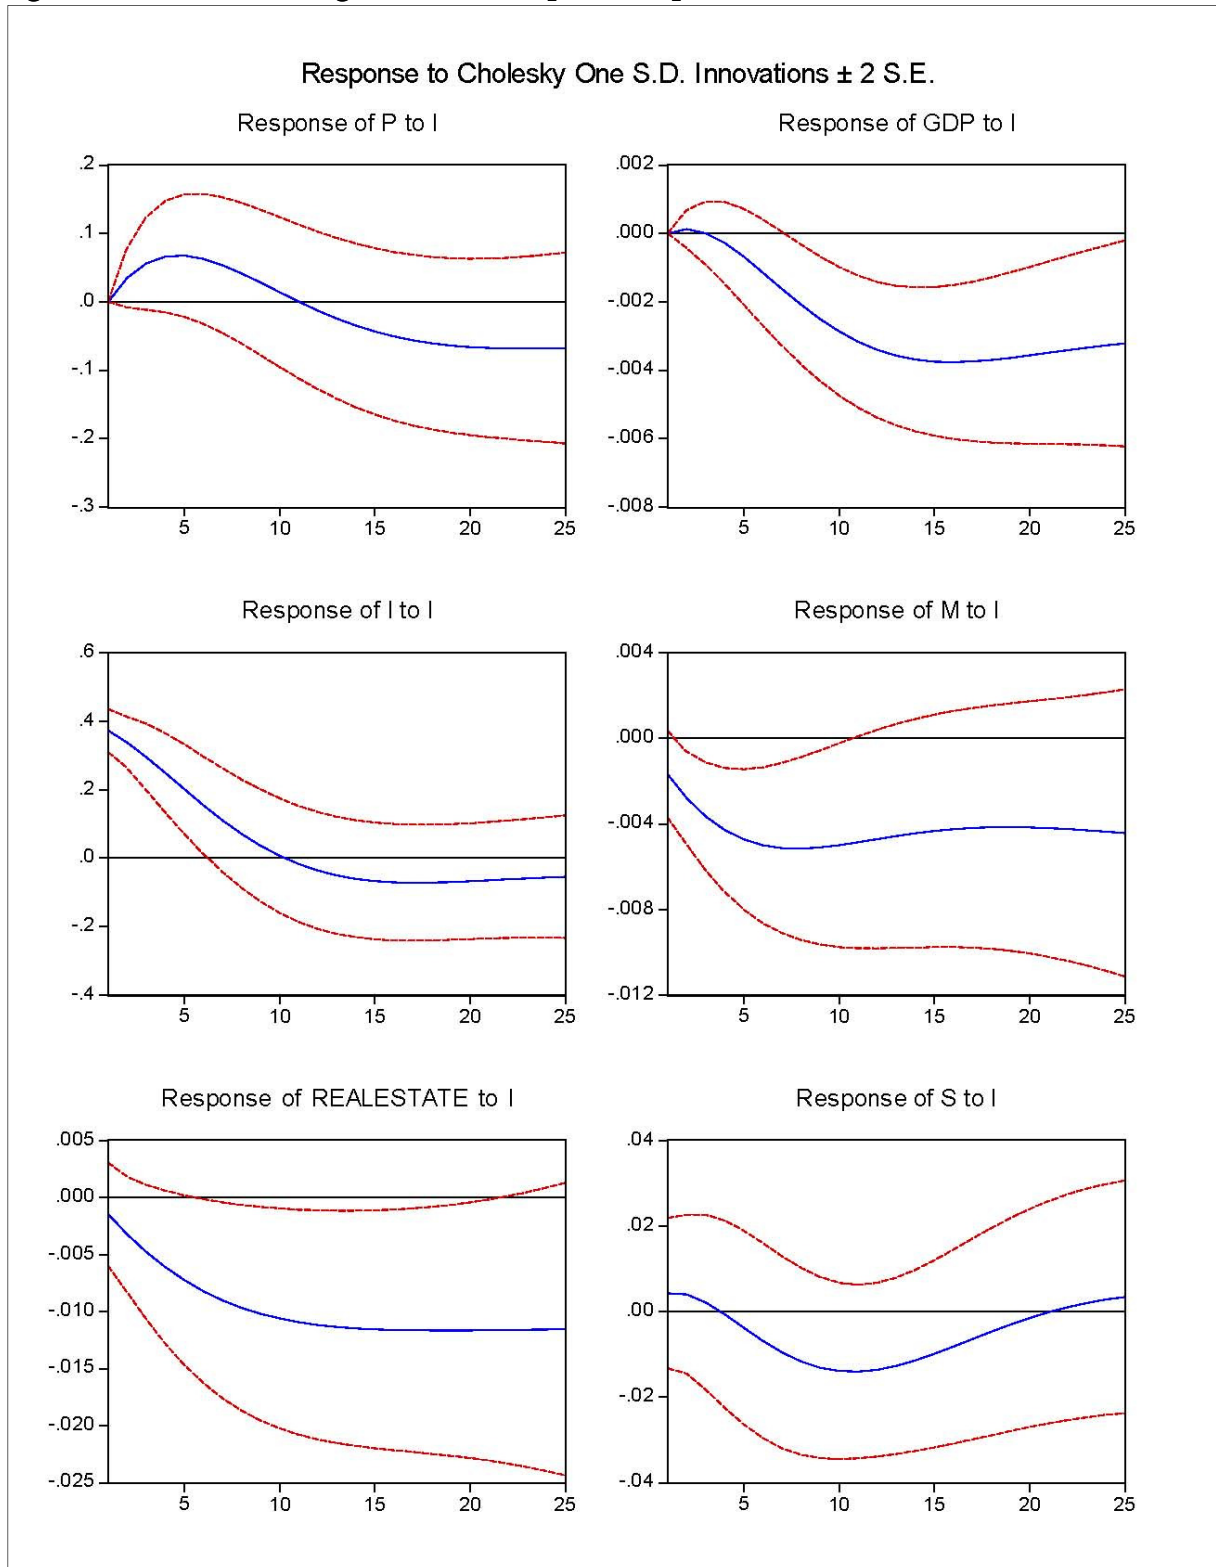 Response to Cholesky One S.D. Innovations ± 2 S.E.
Response of P to I
.2
.1
.0
-.1
-.2
-.3
5 10 15 20 25
Response of GDP to I
.002
.000
-.002
-.004
-.006
-.008
5 10 15 20 25
Response of I to I
.6
.4
.2
.0
-.2
-.4
5 10 15 20 25
Response of M to I
.004
.000
-.004
-.008
-.012
5 10 15 20 25
Response of REALESTATE to I
.005
.000
-.005
-.010
-.015
-.020
-.025
5 10 15 20 25
Response of S to I
.04
.02
.00
-.02
-.04
5 10 15 20 25